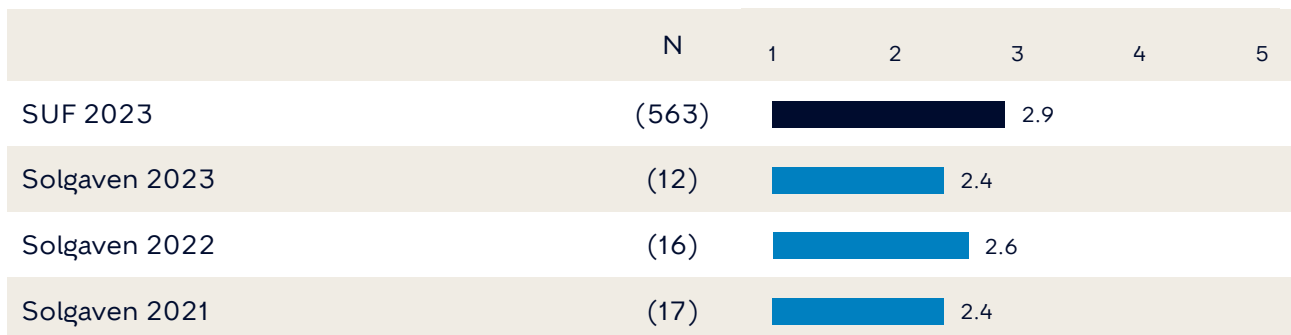 N 1 2 3 4 5
SUF 2023 (563) 2.9
Solgaven 2023 (12) 2.4
Solgaven 2022 (16) 2.6
Solgaven 2021 (17) 2.4